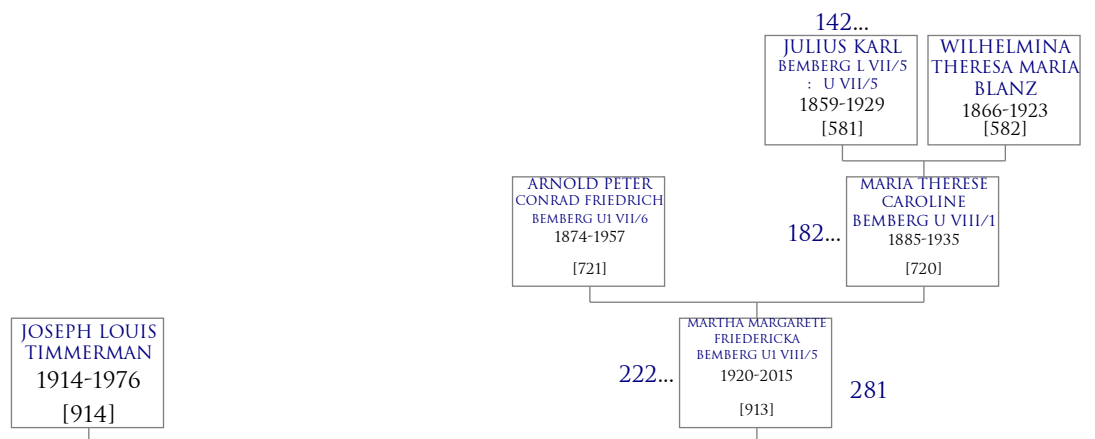 142...
JULIUS KARL
BEMBERG L VII/5
: U VII/5
1859-1929
[581]
WILHELMINA
THERESA MARIA
BLANZ
1866-1923
[582]
ARNOLD PETER
CONRAD FRIEDRICH
BEMBERG U1 VII/6
1874-1957
[721]
182...
MARIA THERESE
CAROLINE
BEMBERG U VIII/1
1885-1935
[720]
JOSEPH LOUIS
TIMMERMAN
1914-1976
[914]
222...
MARTHA MARGARETE
FRIEDERICKA
BEMBERG U1 VIII/5
1920-2015
[913]
281